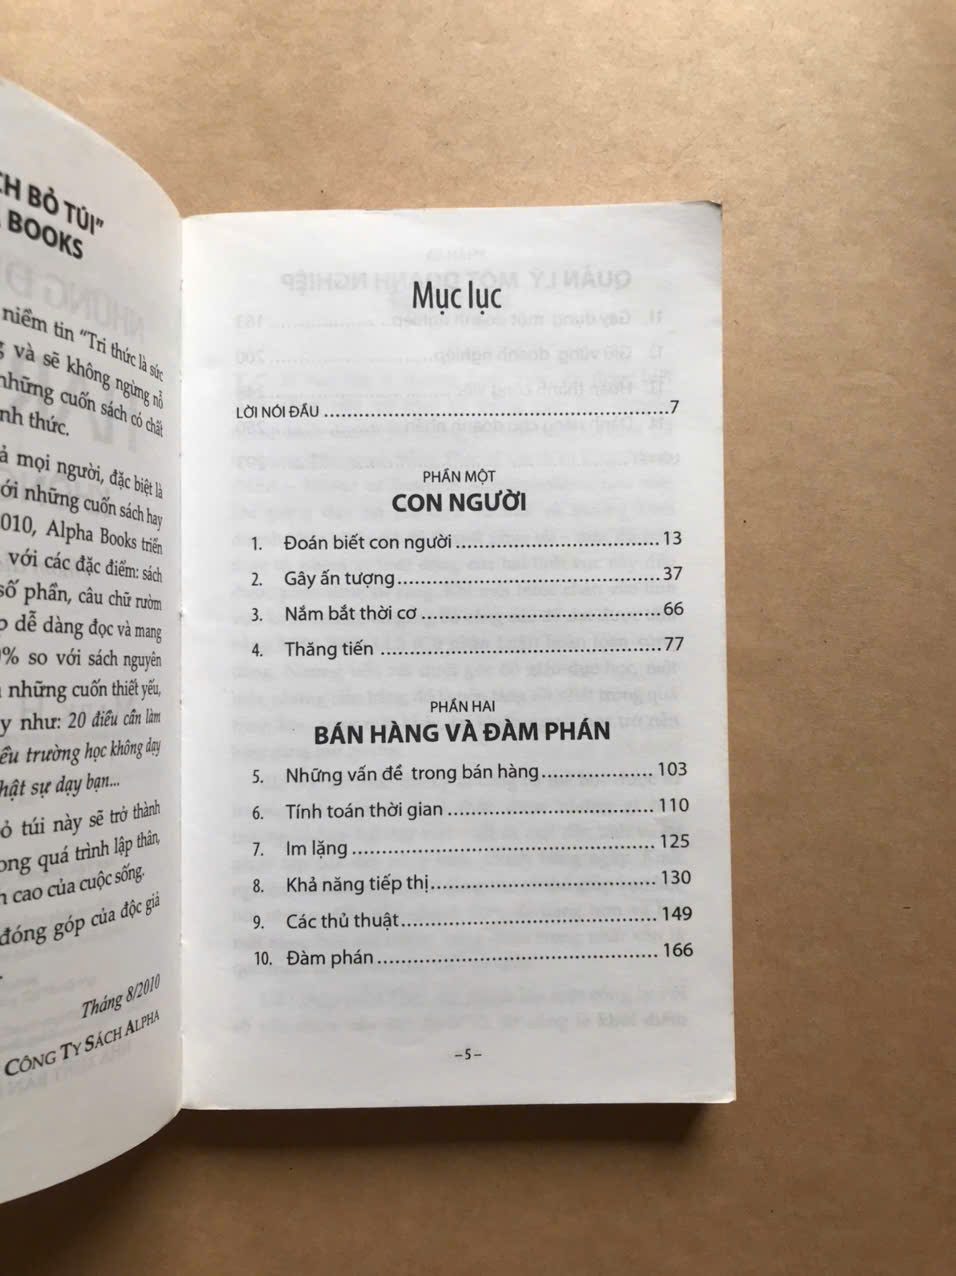 CH BỎ TÚI”
BOOKS
niềm tin “Tri thức là sức
và sẽ không ngừng nỗ
những cuốn sách có chất
nh thức.
ả mọi người, đặc biệt là
ới những cuốn sách hay
010, Alpha Books triển
với các đặc điểm: sách
số phần, câu chữ rườm
dễ dàng đọc và mang
% so với sách nguyên
những cuốn thiết yếu,
y như: 20 điều cần làm
ều trường học không dạy
hật sự dạy bạn...
ỏ túi này sẽ trở thành
ong quá trình lập thân,
h cao của cuộc sống.
đóng góp của độc giả
Tháng 8/2010
CÔNG TY SÁCH ALPHA
Mục lục
LỜI NÓI ĐẦU ......................................................7
PHẦN MỘT
CON NGƯỜI
1. Đoán biết con người ................................... 13
2. Gây ấn tượng ............................................. 37
3. Nắm bắt thời cơ ......................................... 66
4. Thăng tiến ................................................ 77
PHẦN HAI
BÁN HÀNG VÀ ĐÀM PHÁN
5. Những vấn đề trong bán hàng .................... 103
6. Tính toán thời gian ................................... 110
7. Im lặng ................................................... 125
8. Khả năng tiếp thị ...................................... 130
9. Các thủ thuật ........................................... 149
10. Đàm phán ............................................... 166
–5–